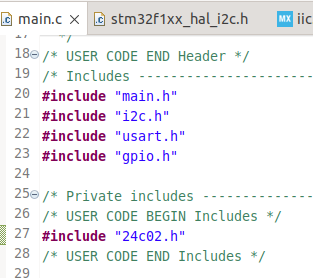 main.c
stm32f1xx_hal_i2c.h
MX iic
17 */
18 /* USER CODE END Header */
19 /* Includes -----------------------
20 #include "main.h"
21 #include "i2c.h"
22 #include "usart.h"
23 #include "gpio.h"
24
25 /* Private includes ---------------
26 /* USER CODE BEGIN Includes */
27 #include "24c02.h"
28 /* USER CODE END Includes */
29